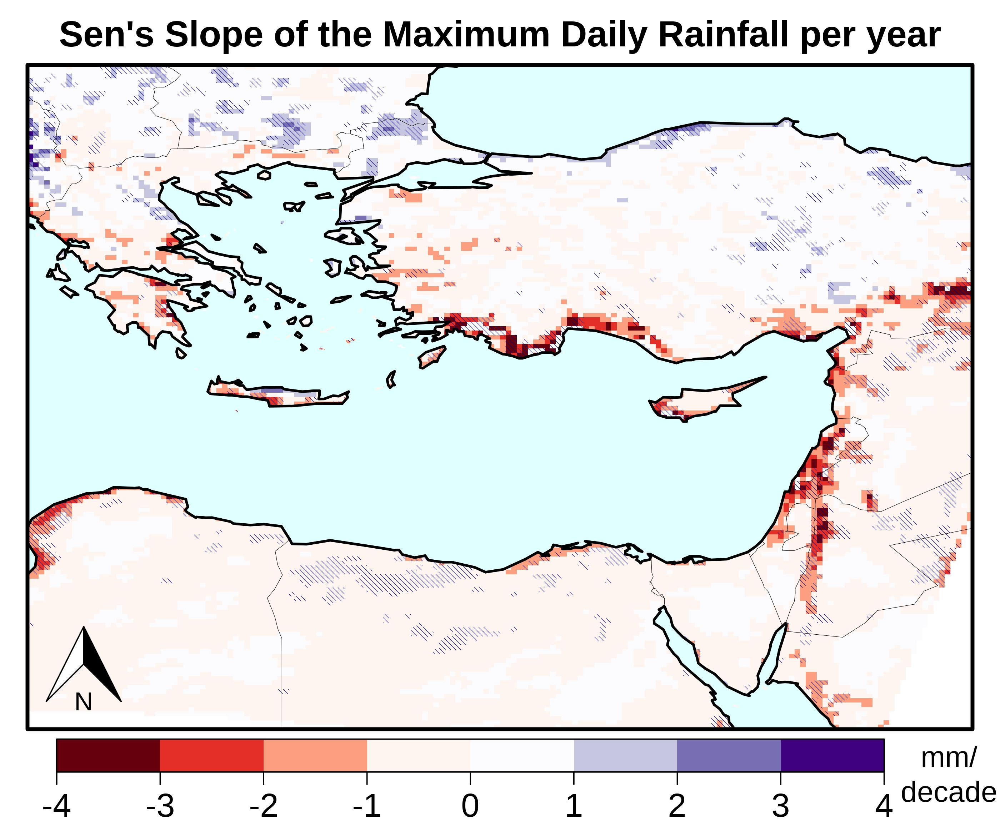 Sen's Slope of the Maximum Daily Rainfall per year
N
mm/
decade
-4 -3 -2 -1 0 1 2 3 4